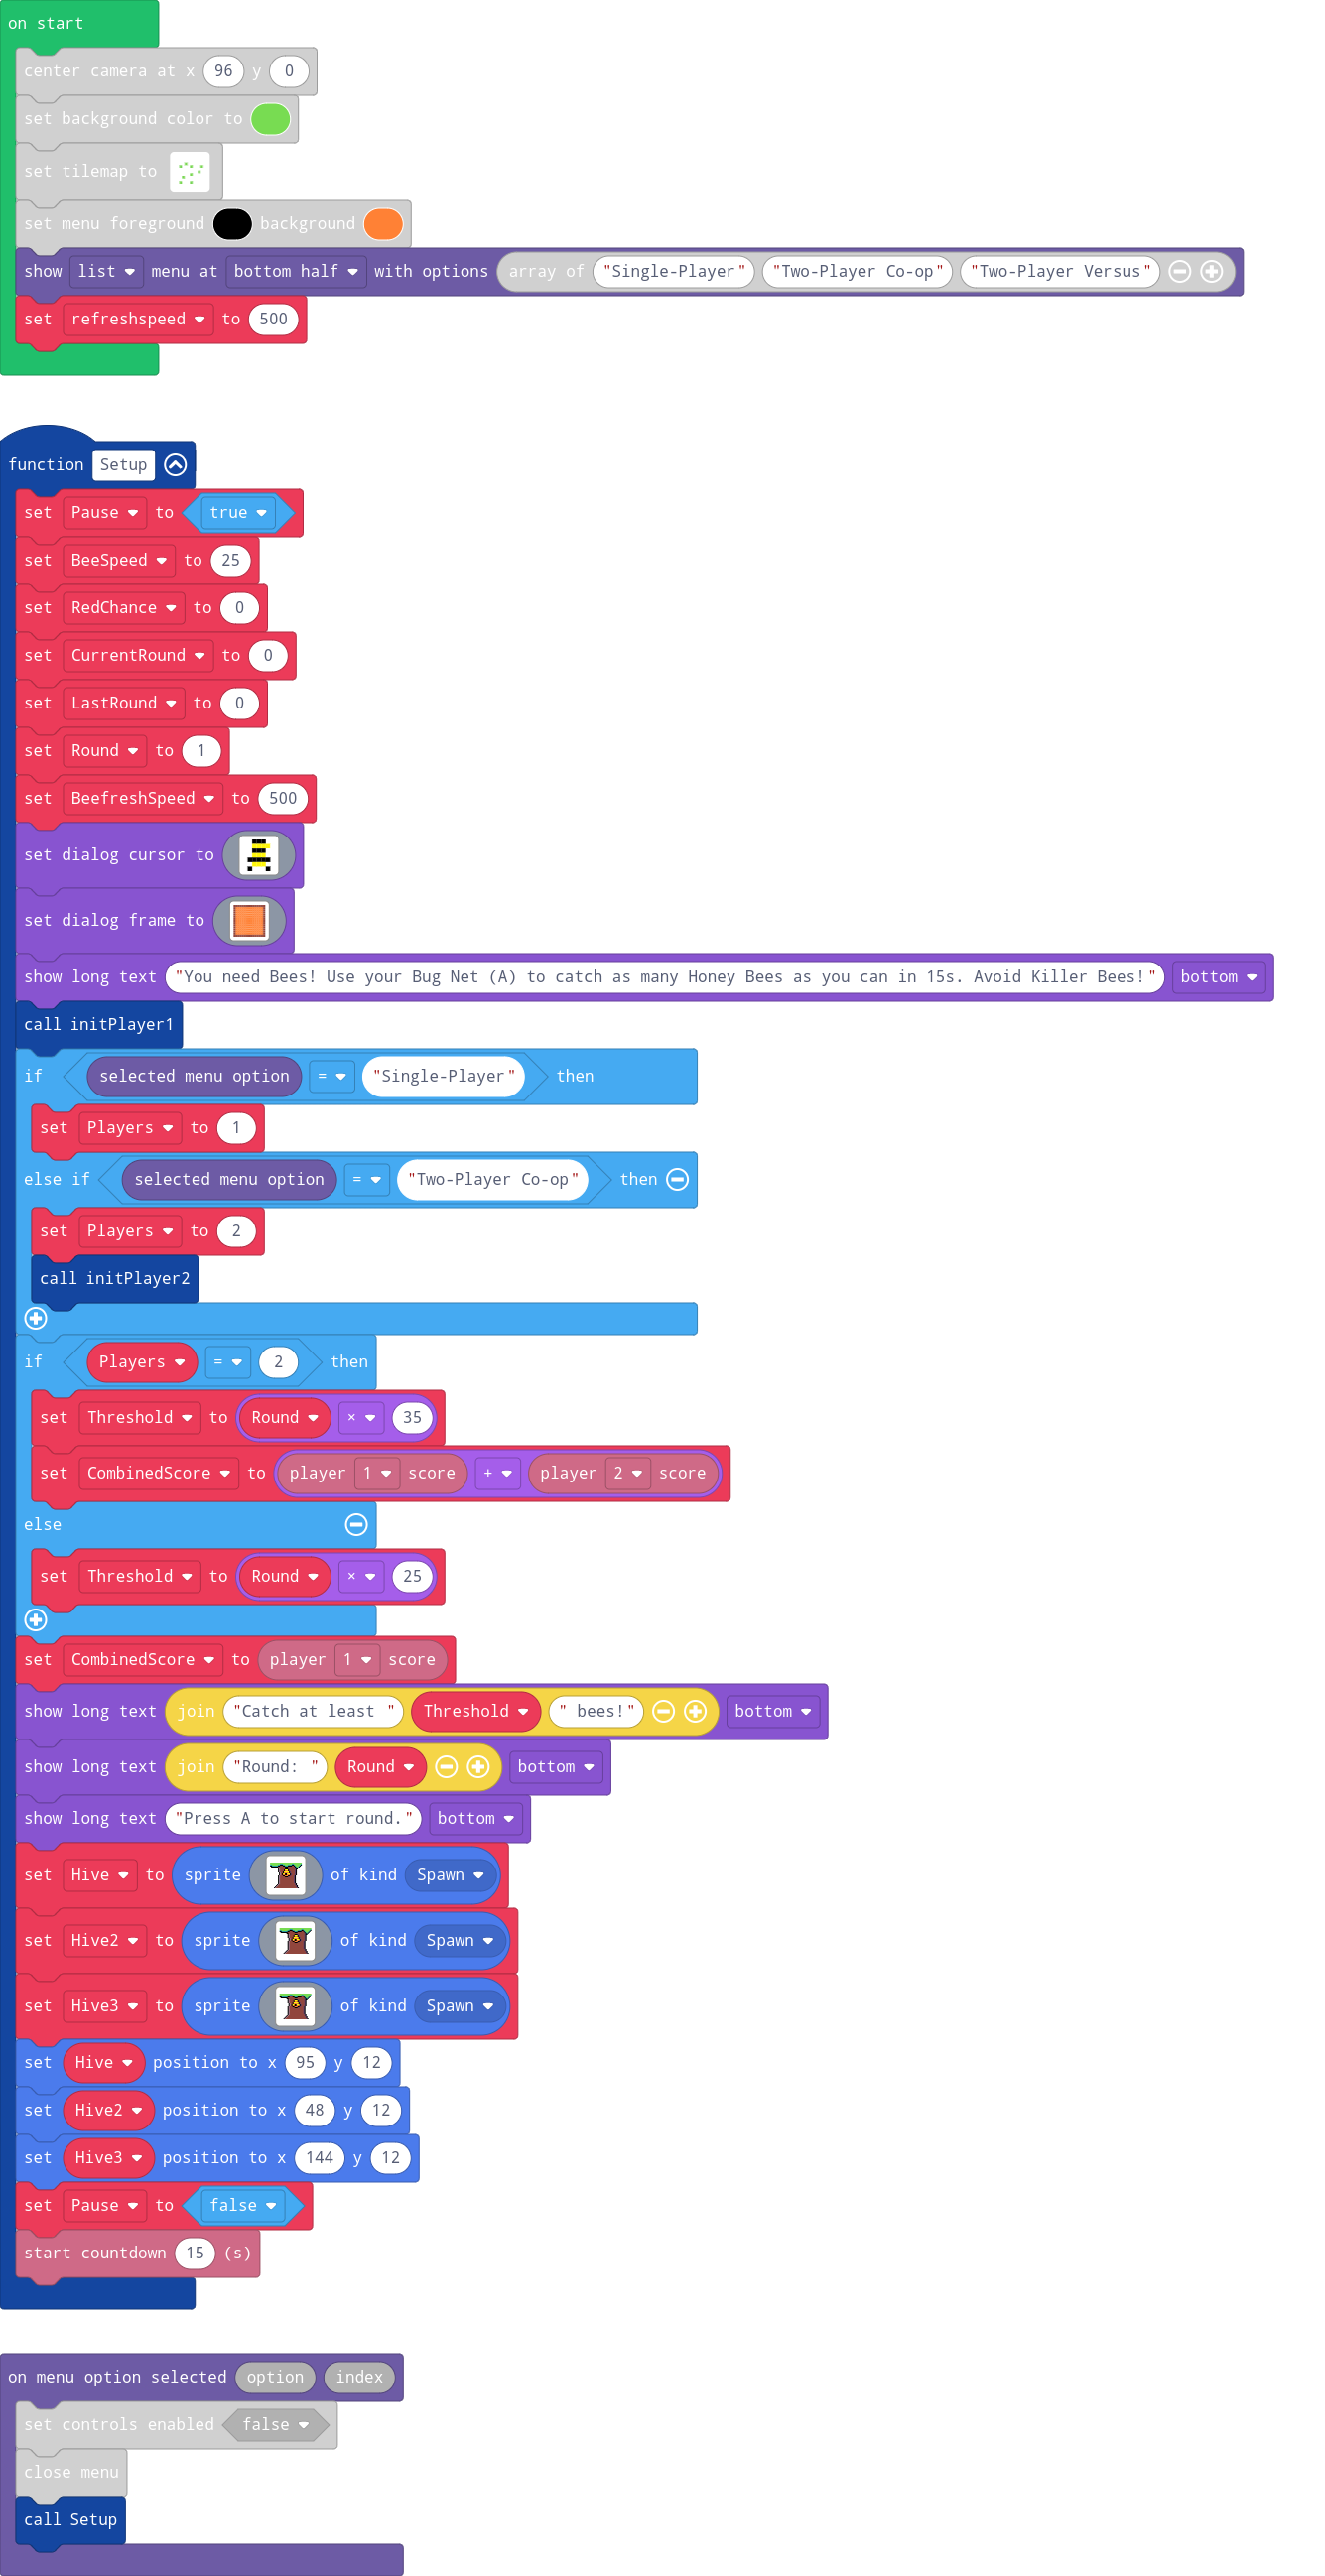 on start
center camera at x 96 y 0
set background color to
set tilemap to
set menu foreground background
show list menu at bottom half with options array of "Single-Player" "Two-Player Co-op" "Two-Player Versus"
set refreshspeed to 500
function Setup
set Pause to true
set BeeSpeed to 25
set RedChance to 0
set CurrentRound to 0
set LastRound to 0
set Round to 1
set BeefreshSpeed to 500
set dialog cursor to
set dialog frame to
show long text "You need Bees! Use your Bug Net (A) to catch as many Honey Bees as you can in 15s. Avoid Killer Bees!" bottom
call initPlayer1
if selected menu option = "Single-Player" then
set Players to 1
else if selected menu option = "Two-Player Co-op" then
set Players to 2
call initPlayer2
if Players = 2 then
set Threshold to Round × 35
set CombinedScore to player 1 score + player 2 score
else
set Threshold to Round × 25
set CombinedScore to player 1 score
show long text join "Catch at least " Threshold " bees!" bottom
show long text join "Round: " Round bottom
show long text "Press A to start round." bottom
set Hive to sprite of kind Spawn
set Hive2 to sprite of kind Spawn
set Hive3 to sprite of kind Spawn
set Hive position to x 95 y 12
set Hive2 position to x 48 y 12
set Hive3 position to x 144 y 12
set Pause to false
start countdown 15 (s)
on menu option selected option index
set controls enabled false
close menu
call Setup